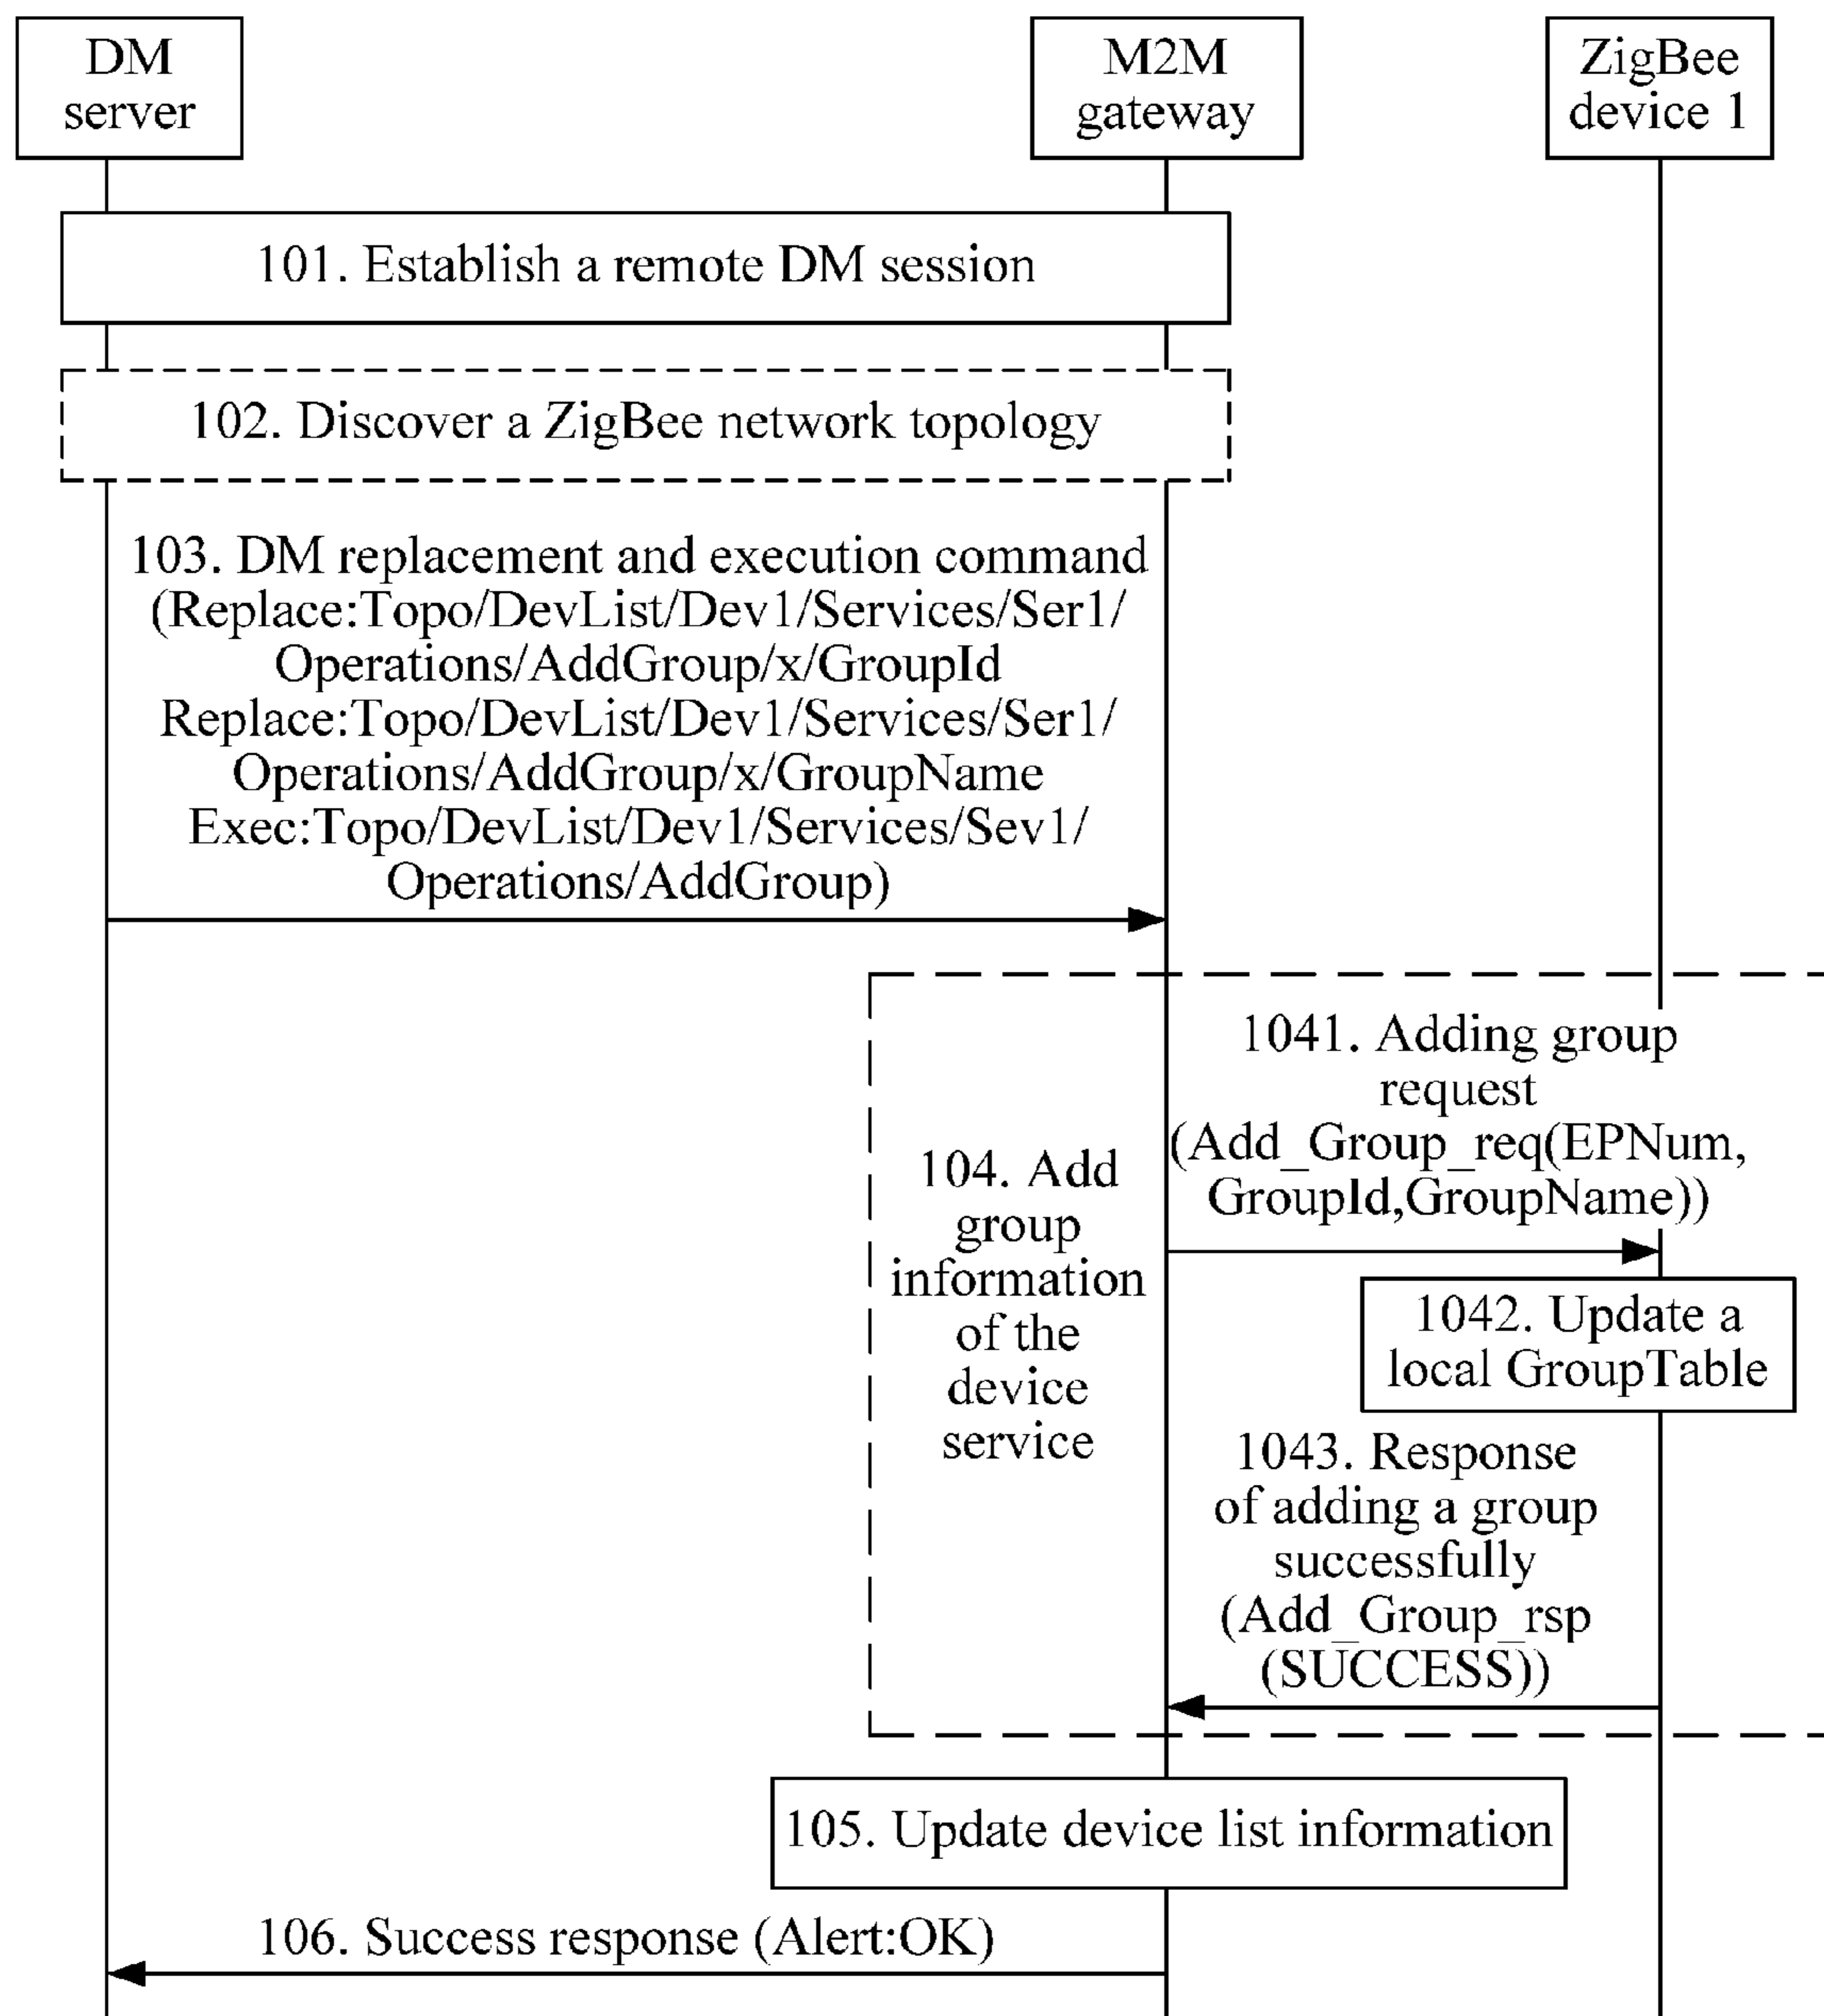 DM
server
M2M
gateway
ZigBee
device 1
101. Establish a remote DM session
102. Discover a ZigBee network topology
103. DM replacement and execution command
(Replace:Topo/DevList/Dev1/Services/Ser1/
Operations/AddGroup/x/GroupId
Replace:Topo/DevList/Dev1/Services/Ser1/
Operations/AddGroup/x/GroupName
Exec:Topo/DevList/Dev1/Services/Sev1/
Operations/AddGroup)
104. Add
group
information
of the
device
service
1041. Adding group
request
(Add_Group_req(EPNum,
GroupId,GroupName))
1042. Update a
local GroupTable
1043. Response
of adding a group
successfully
(Add_Group_rsp
(SUCCESS))
105. Update device list information
106. Success response (Alert:OK)